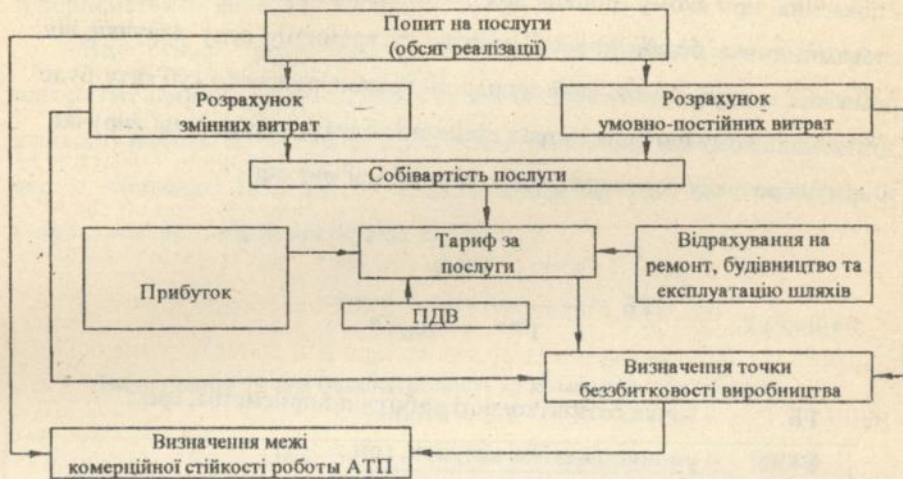 Попит на послуги
(обсяг реалізації)
Розрахунок
змінних витрат
Розрахунок
умовно-постійних витрат
Собівартість послуги
Прибуток
Тариф за
послуги
Відрахування на
ремонт, будівництво та
експлуатацію шляхів
ПДВ
Визначення точки
беззбитковості виробництва
Визначення межі
комерційної стійкості роботы АТП